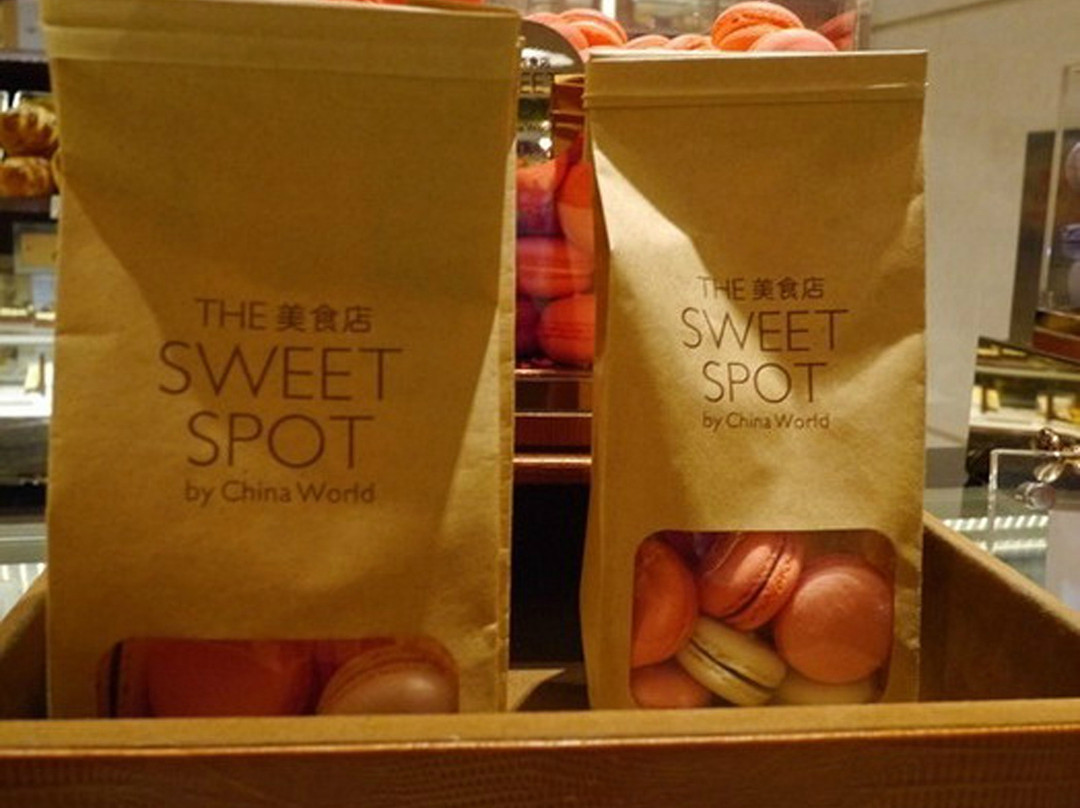 THE 美食店
SWEET
SPOT
by China World
THE 美食店
SWEET
SPOT
by China World